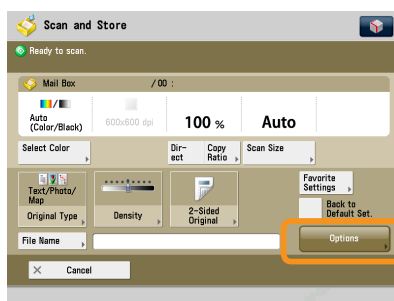 Scan and Store
Ready to scan.
Mail Box / 00 :
Auto
(Color/Black)
600x600 dpi
100 %
Auto
Select Color
Dir-
ect
Copy
Ratio
Scan Size
Text/Photo/
Map
Original Type
Density
2-Sided
Original
Favorite
Settings
Back to
Default Set.
File Name
Options
Cancel